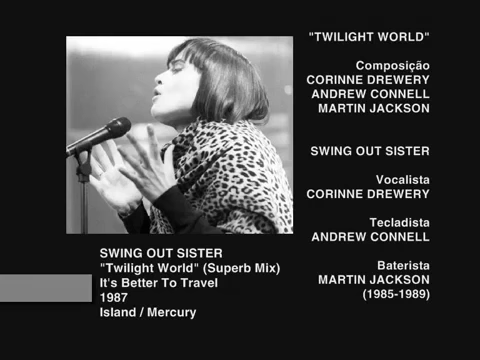 "TWILIGHT WORLD"
Composição
CORINNE DREWERY
ANDREW CONNELL
MARTIN JACKSON
SWING OUT SISTER
Vocalista
CORINNE DREWERY
Tecladista
ANDREW CONNELL
Baterista
MARTIN JACKSON
(1985-1989)
SWING OUT SISTER
"Twilight World" (Superb Mix)
It's Better To Travel
1987
Island / Mercury